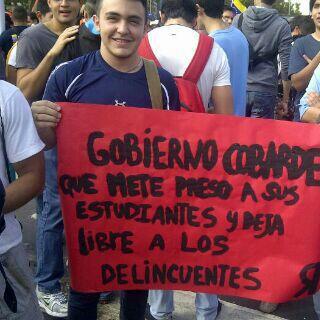 GOBIERNO COBARDE
QUE METE PRESO A SUS
ESTUDIANTES Y DEJA
libRE A LOS
DELINCUENTES